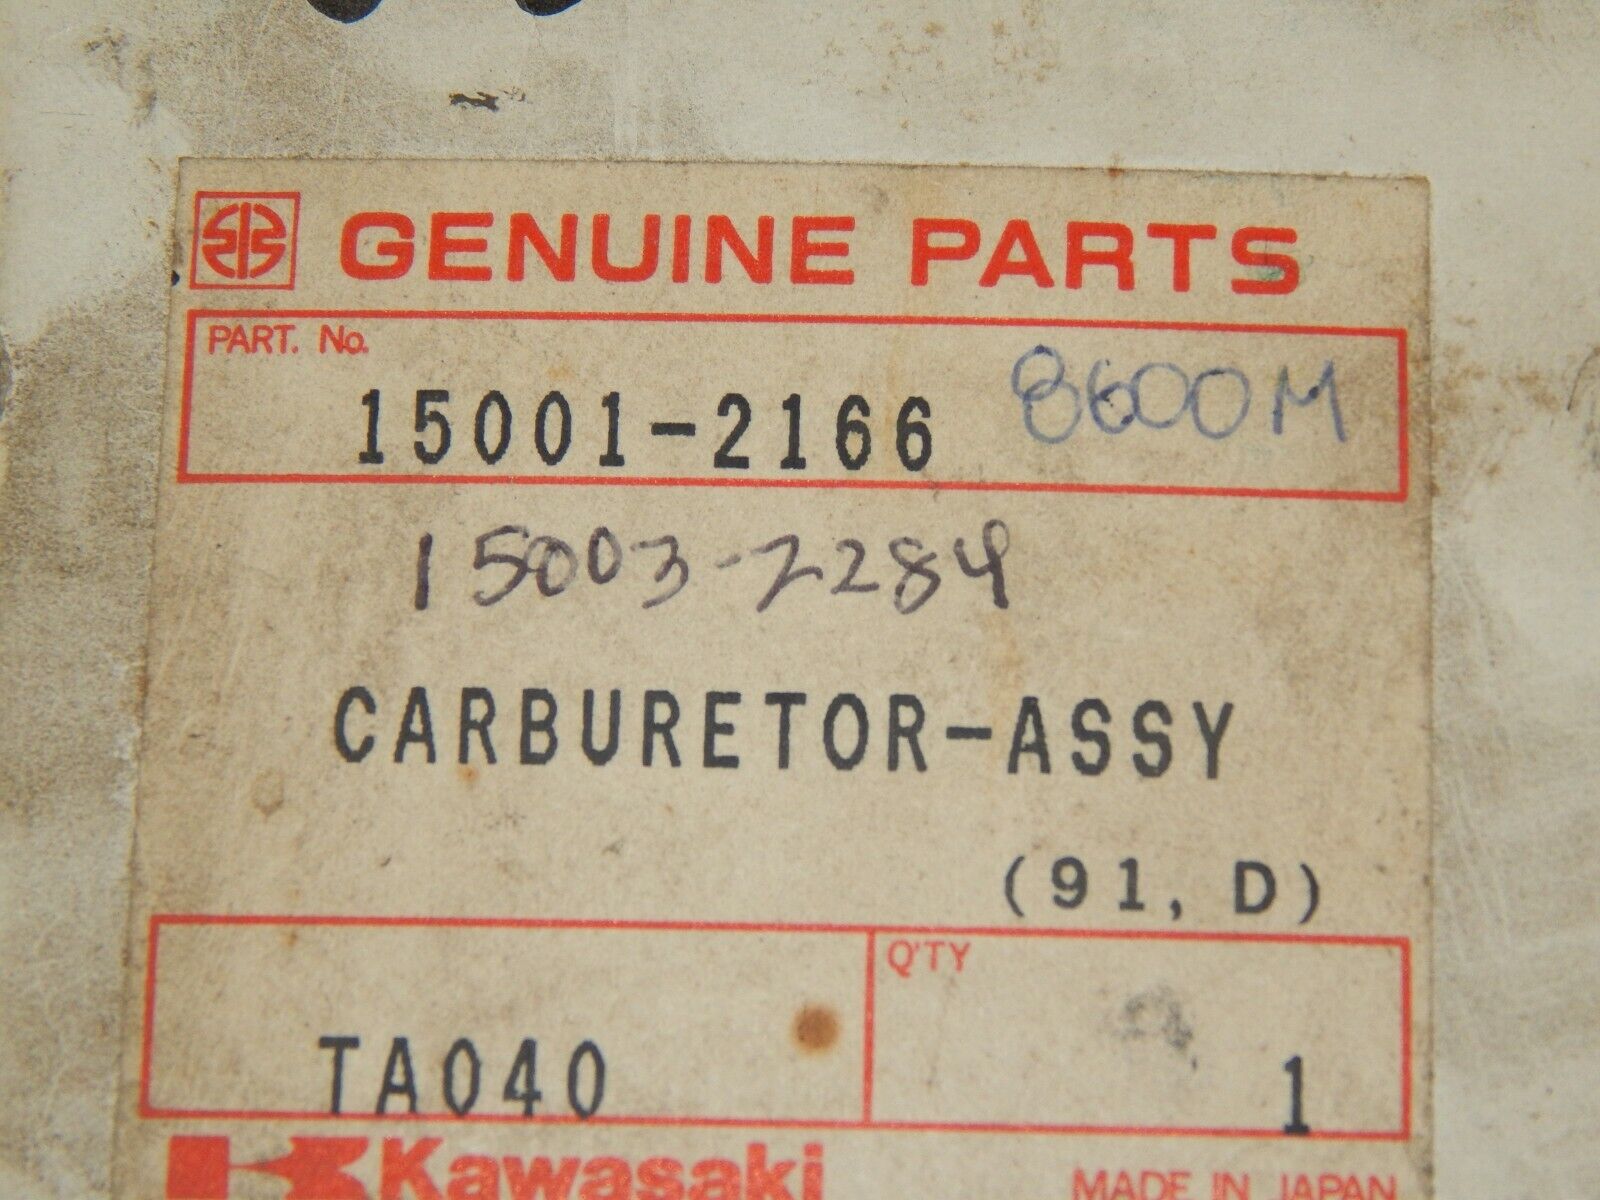 GENUINE PARTS
PART. No.
15001-2166 8600M
15003-2284
CARBURETOR-ASSY
(91, D)
Q'TY
TA040 1
Kawasaki MADE IN JAPAN